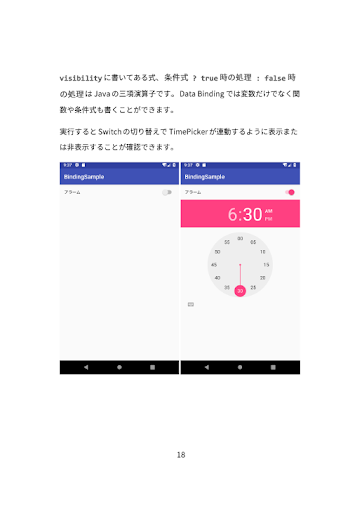 visibility に書いてある式、条件式 ? true 時の処理 : false 時
の処理は Java の三項演算子です。Data Binding では変数だけでなく関
数や条件式も書くことができます。
実行すると Switch の切り替えで TimePicker が連動するように表示また
は非表示することが確認できます。
9:37
BindingSample
アラーム
9:37
BindingSample
アラーム
6:30 AM
PM
55
05
50
10
45
15
40
20
35
30
25
18